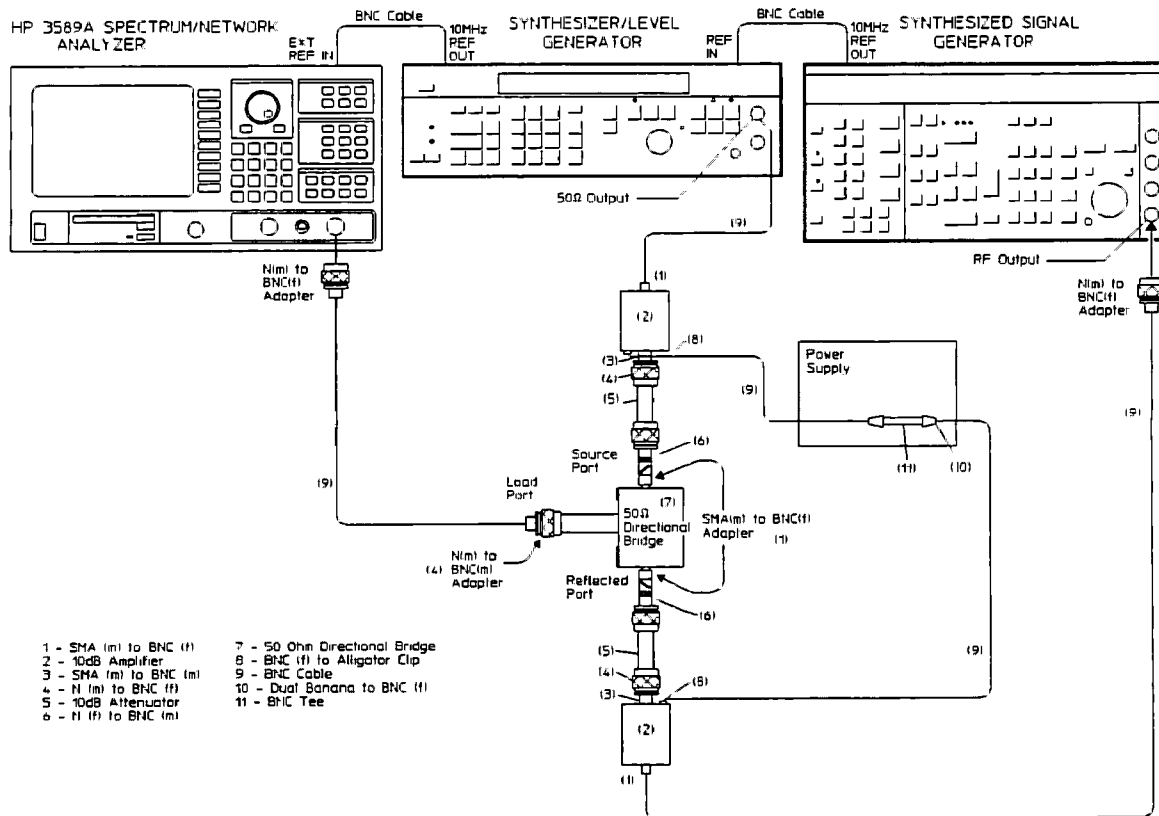 BNC Cable
BNC Cable
HP 3589A SPECTRUM/NETWORK
ANALYZER
EXT
REF IN
10MHz
REF
OUT
SYNTHESIZER/LEVEL
GENERATOR
REF
IN
10MHz
REF
OUT
SYNTHESIZED SIGNAL
GENERATOR
50Ω Output
(9)
RF Output
N(m) to
BNC(f)
Adapter
N(m) to
BNC(f)
Adapter
(1)
(2)
(8)
(3)
(4)
(5)
(9)
Power
Supply
(11)
(10)
(9)
(6)
Source
Port
(9)
Load
Port
(7)
50Ω
Directional
Bridge
SMA(m) to BNC(f)
Adapter (1)
N(m) to
(4) BNC(m)
Adapter
Reflected
Port
(6)
(5)
(9)
(4)
(8)
(3)
(2)
(1)
1 - SMA (m) to BNC (f)
2 - 10dB Amplifier
3 - SMA (m) to BNC (m)
4 - N (m) to BNC (f)
5 - 10dB Attenuator
6 - N (f) to BNC (m)
7 - 50 Ohm Directional Bridge
8 - BNC (f) to Alligator Clip
9 - BNC Cable
10 - Dual Banana to BNC (f)
11 - BNC Tee